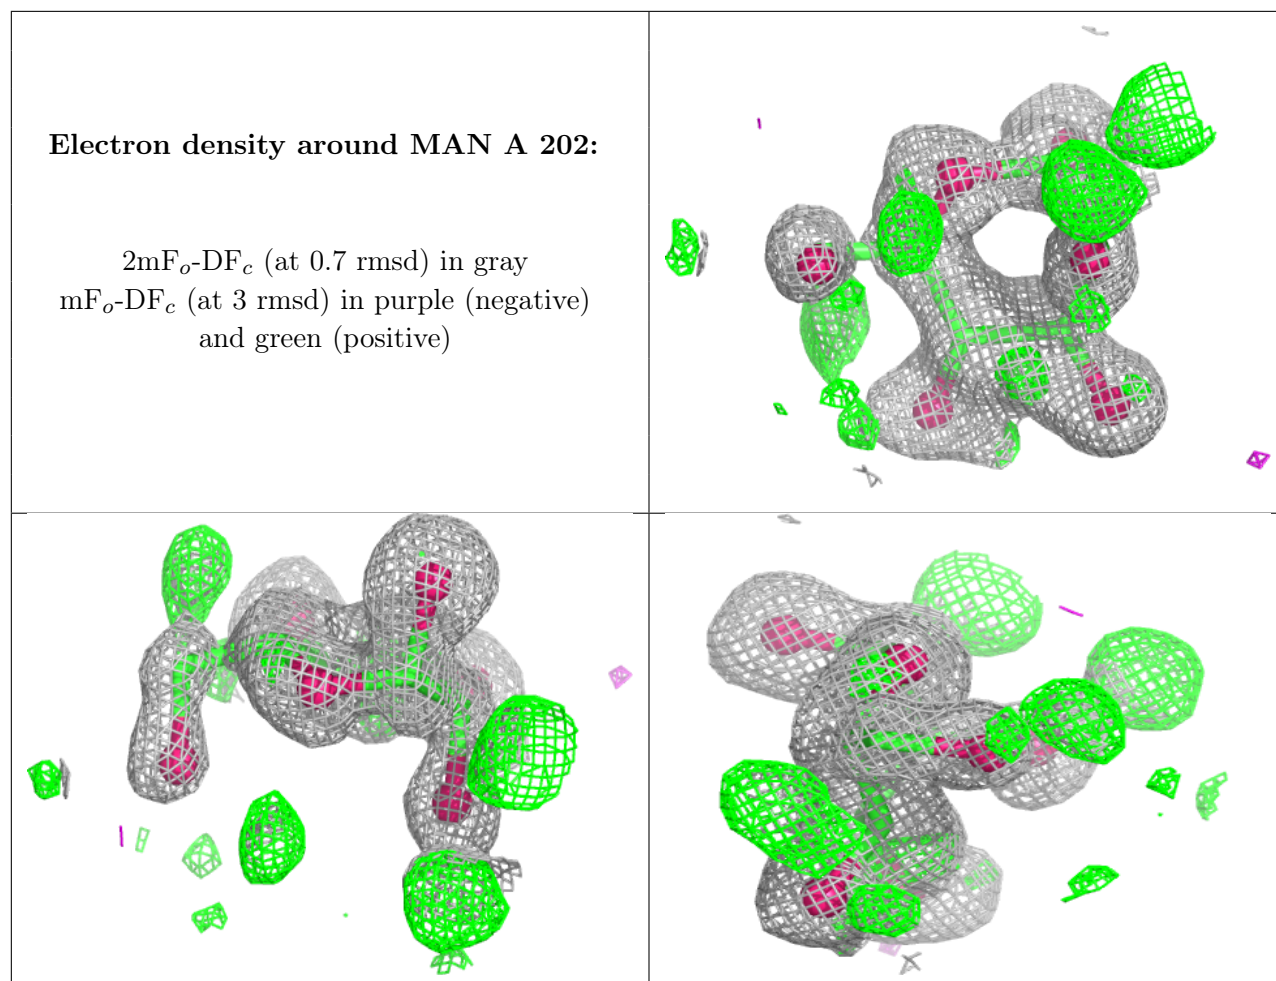 Electron density around MAN A 202:
2mFo-DFc (at 0.7 rmsd) in gray
mFo-DFc (at 3 rmsd) in purple (negative)
and green (positive)